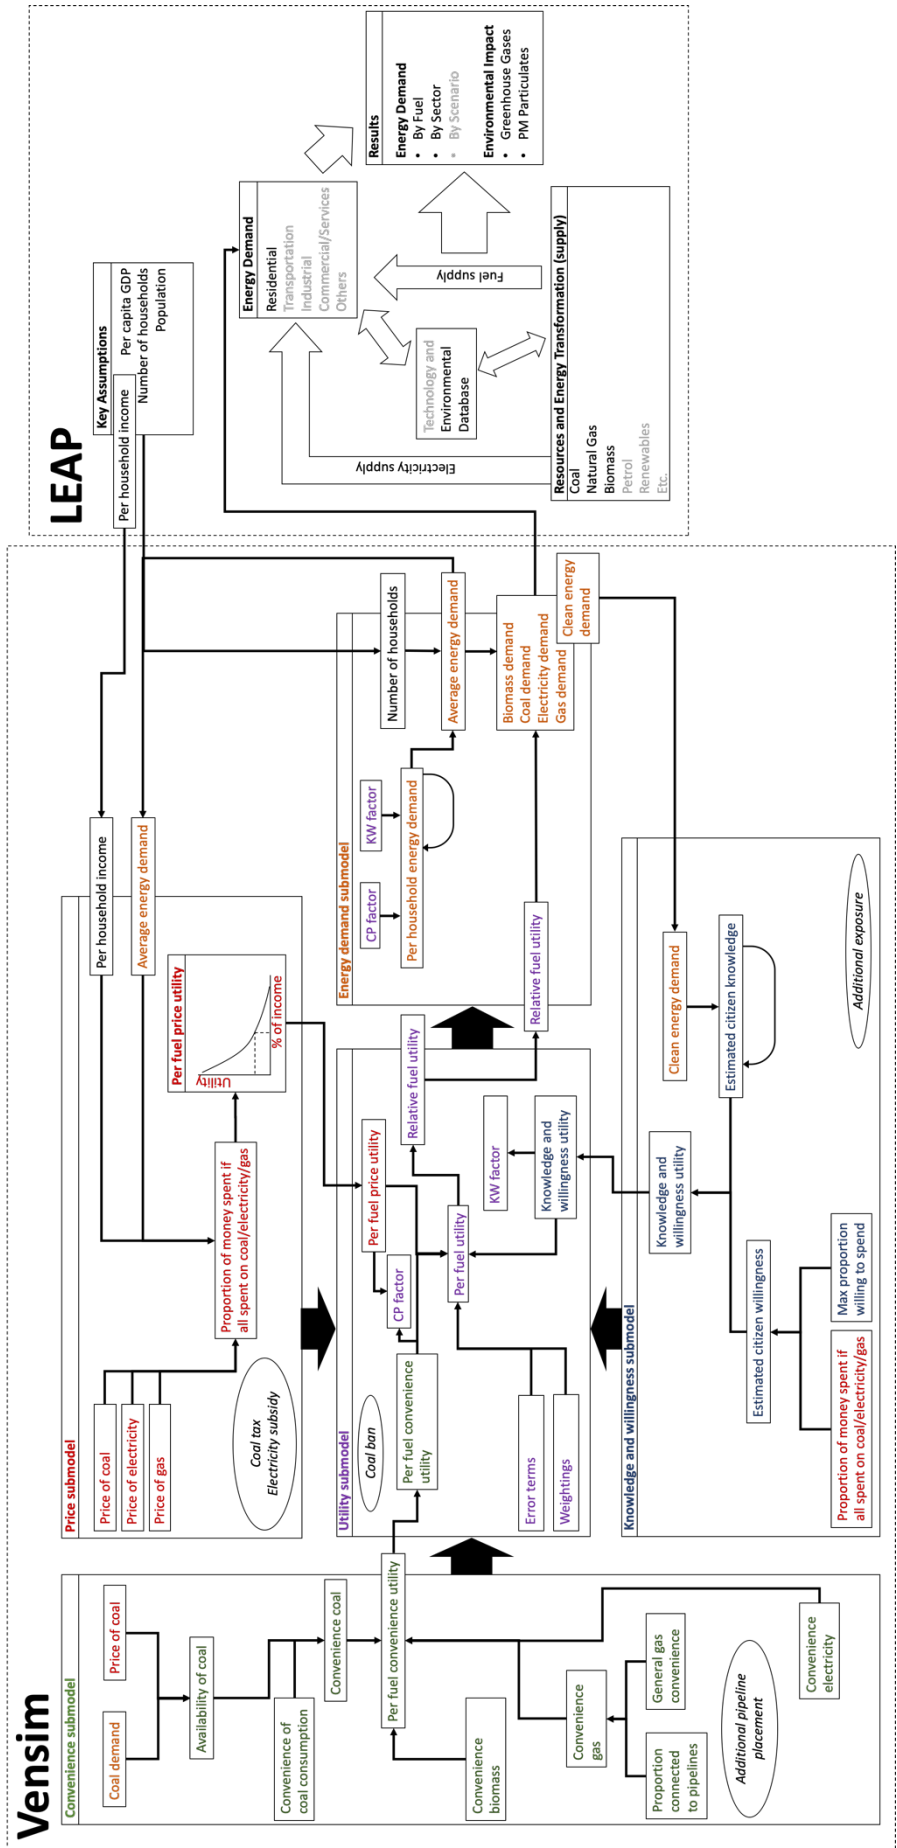 Vensim
Convenience submodel
Coal demand
Price of coal
Availability of coal
Convenience of
coal consumption
Convenience coal
Per fuel convenience utility
Convenience
biomass
Convenience
gas
Proportion
connected
to pipelines
General gas
convenience
Additional pipeline
placement
Convenience
electricity
Price submodel
Price of coal
Price of electricity
Price of gas
Coal tax
Electricity subsidy
Proportion of money spent if
all spent on coal/electricity/gas
Per fuel price utility
Utility
% of income
Per household income
Average energy demand
Utility submodel
Coal ban
Per fuel convenience
utility
CP factor
Per fuel price utility
Relative fuel utility
Per fuel utility
KW factor
Knowledge and
willingness utility
Error terms
Weightings
Relative fuel utility
Knowledge and willingness submodel
Proportion of money spent if
all spent on coal/electricity/gas
Max proportion
willing to spend
Estimated citizen willingness
Knowledge and
willingness utility
Clean energy demand
Estimated citizen knowledge
Additional exposure
Energy demand submodel
CP factor
KW factor
Per household energy demand
Number of households
Average energy demand
Biomass demand
Coal demand
Electricity demand
Gas demand
Clean energy
demand
LEAP
Key Assumptions
Per household income
Per capita GDP
Number of households
Population
Energy Demand
Residential
Transportation
Industrial
Commercial/Services
Others
Results
Energy Demand
• By Fuel
• By Sector
• By Scenario
Environmental Impact
• Greenhouse Gases
• PM Particulates
Technology and
Environmental
Database
Electricity supply
Fuel supply
Resources and Energy Transformation (supply)
Coal
Natural Gas
Biomass
Petrol
Renewables
Etc.